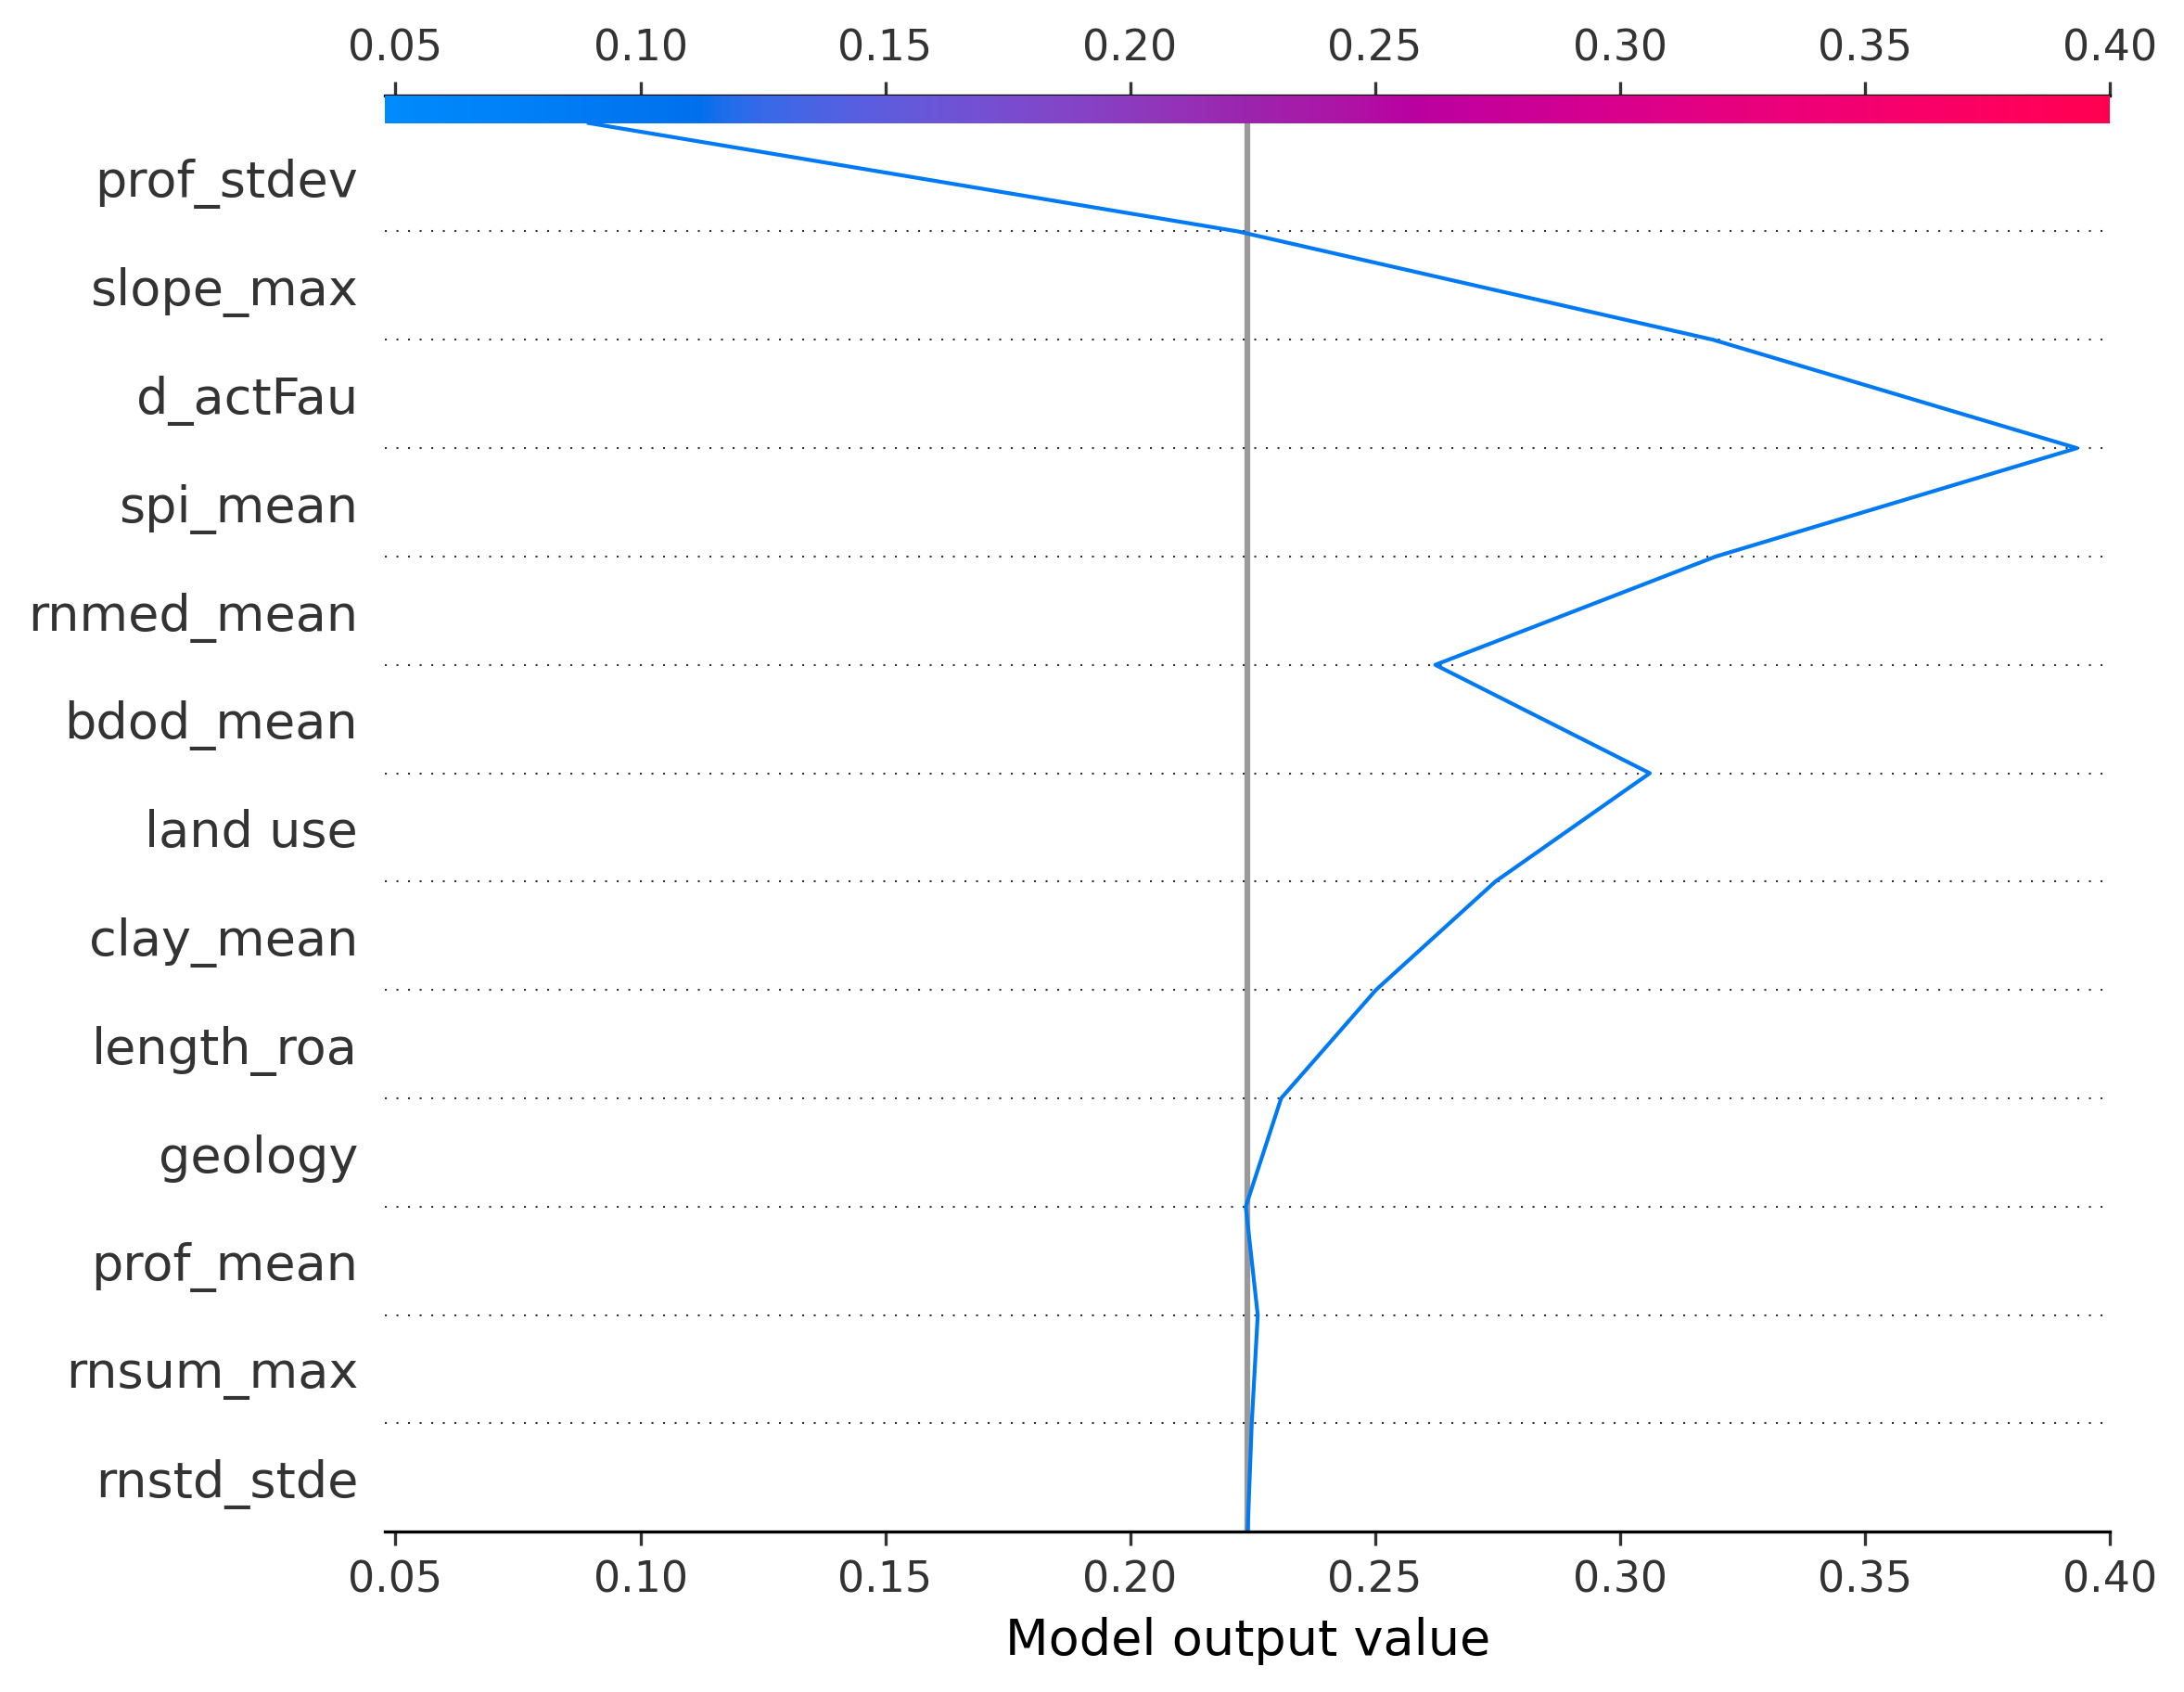 0.05 0.10 0.15 0.20 0.25 0.30 0.35 0.40
prof_stdev
slope_max
d_actFau
spi_mean
rnmed_mean
bdod_mean
land use
clay_mean
length_roa
geology
prof_mean
rnsum_max
rnstd_stde
0.05 0.10 0.15 0.20 0.25 0.30 0.35 0.40
Model output value